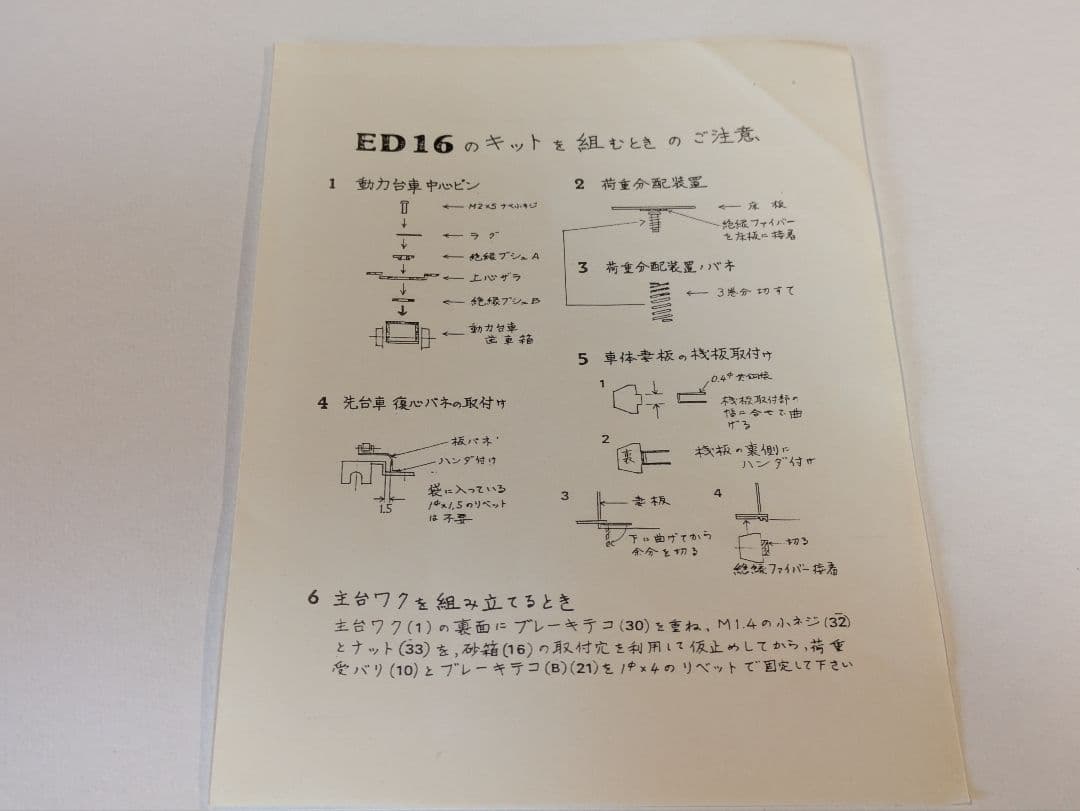 ED16のキットを組むときのご注意、
1 動力台車中心ピン
← M2×5ナベ小ネジ
← ラグ
← 絶縁ブシュA
← 上心ザラ
← 絶縁ブシュB
← 動力台車
歯車箱
2 荷重分配装置
← 床板
絶縁ファイバー
を床板に接着
3 荷重分配装置バネ
← 3巻分切すて
4 先台車復心バネの取付け
板バネ
ハンダ付け
1.5
袋に入っている
1φ×1.5のリベット
は不要
5 車体妻板の桟板取付け
1
0.4φ
桟板取付部の
幅に合せて曲
げる
2
裏
桟板の裏側に
ハンダ付け
3
妻板
下に曲げてから
余分を切る
4
切る
絶縁ファイバー接着
6 主台ワクを組み立てるとき
主台ワク(1)の裏面にブレーキテコ(30)を重ね、M1.4の小ネジ(32)
とナット(33)を、砂箱(16)の取付穴を利用して仮止めしてから、荷重
受バリ(10)とブレーキテコ(B)(21)を1φ×4のリベットで固定して下さい